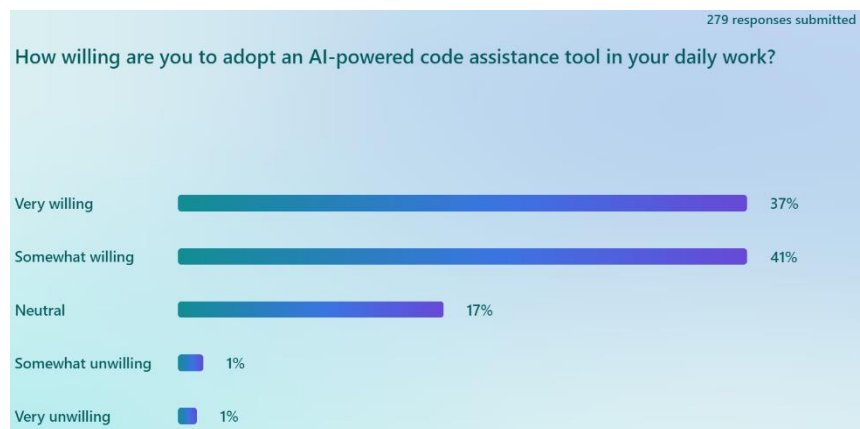 279 responses submitted
How willing are you to adopt an AI-powered code assistance tool in your daily work?
Very willing 37%
Somewhat willing 41%
Neutral 17%
Somewhat unwilling 1%
Very unwilling 1%